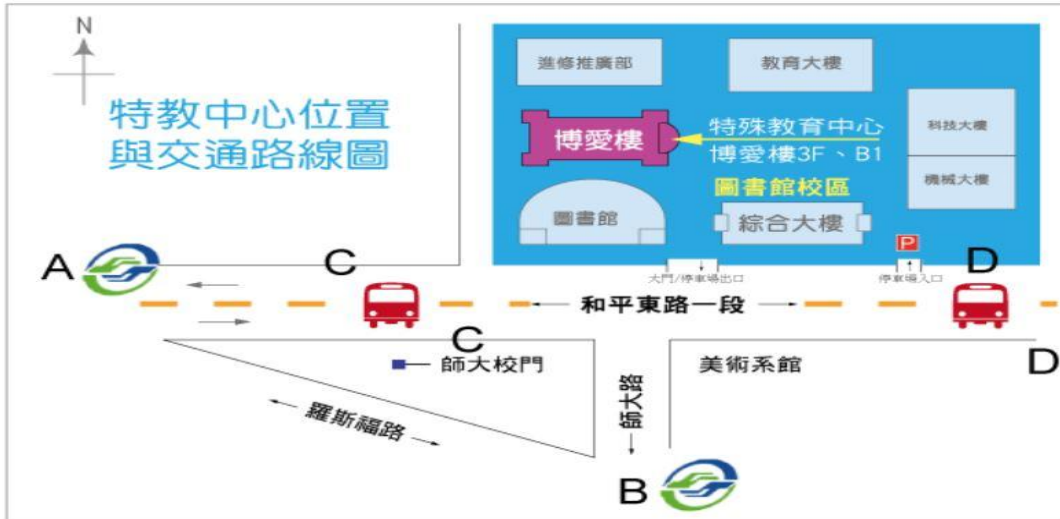 N
特教中心位置
與交通路線圖
進修推廣部
教育大樓
博愛樓
特殊教育中心
博愛樓3F、B1
科技大樓
機械大樓
圖書館校區
圖書館
綜合大樓
P
大門/停車場出口
停車場入口
A
C
D
和平東路一段
C
師大校門
美術系館
D
羅斯福路
師大路
B